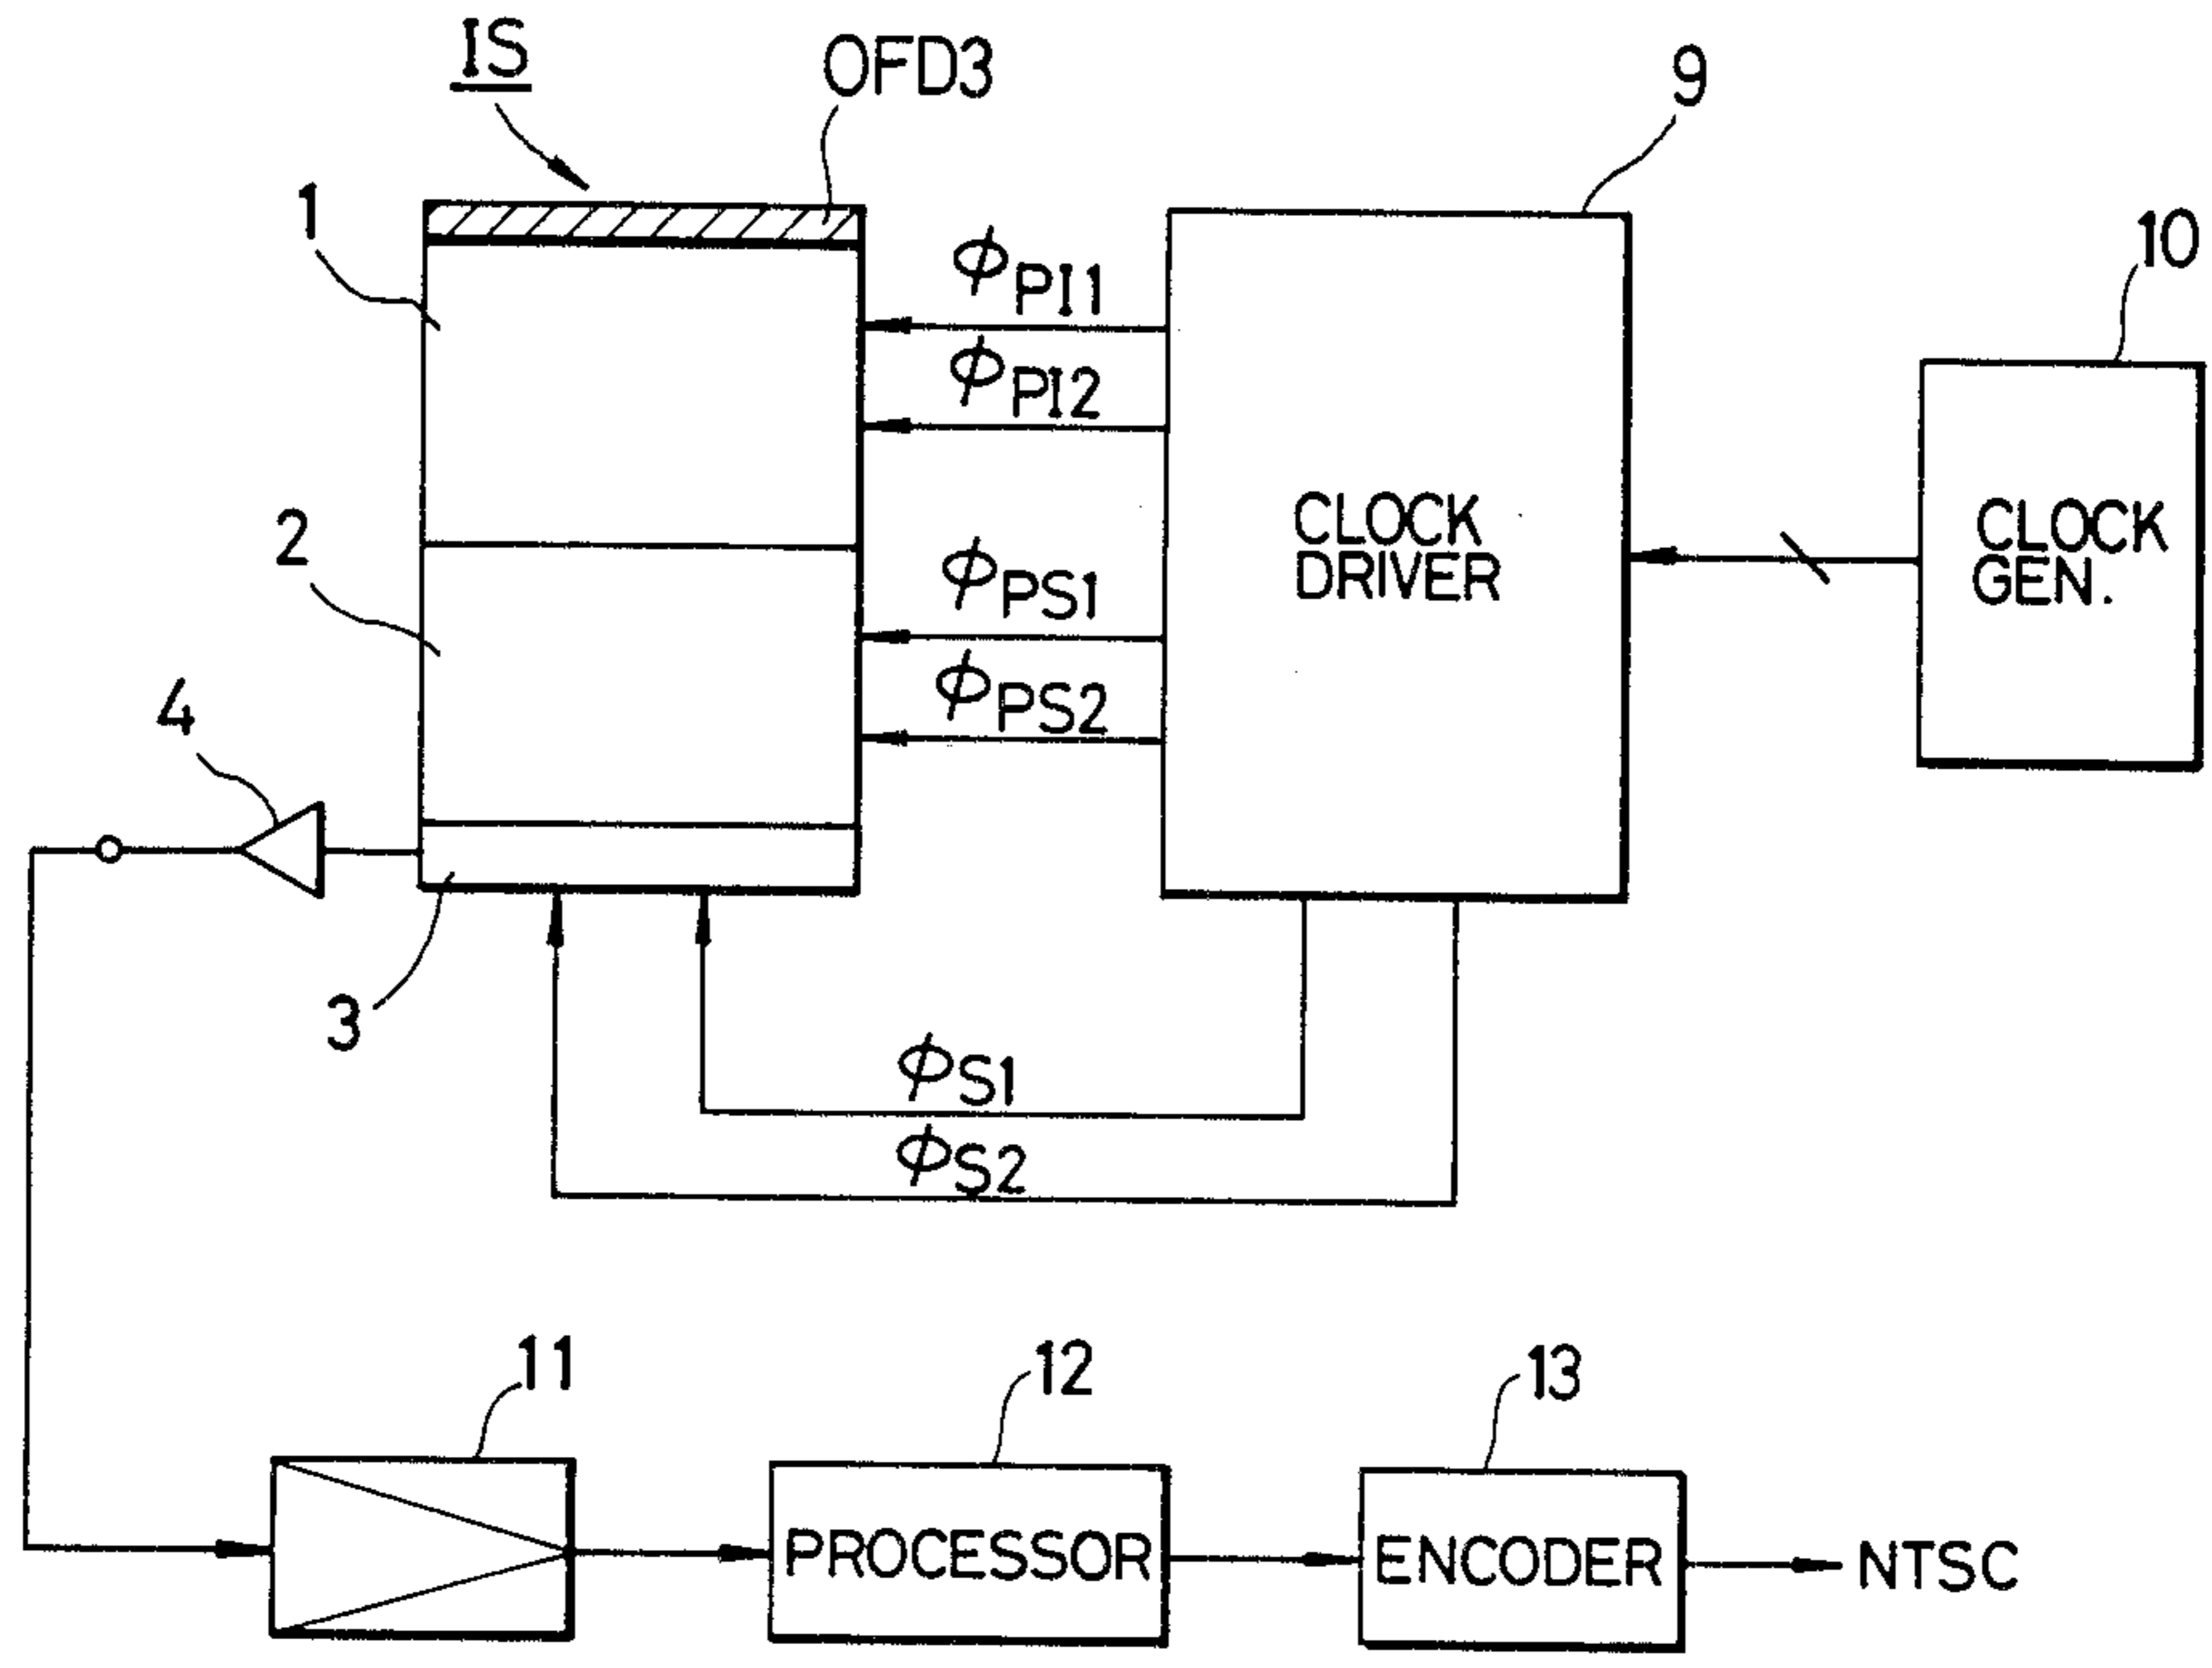 IS
OFD3
9
1
10
ϕPI1
ϕPI2
CLOCK
DRIVER
CLOCK
GEN.
2
ϕPS1
ϕPS2
4
3
ϕS1
ϕS2
11
12
13
PROCESSOR
ENCODER
NTSC